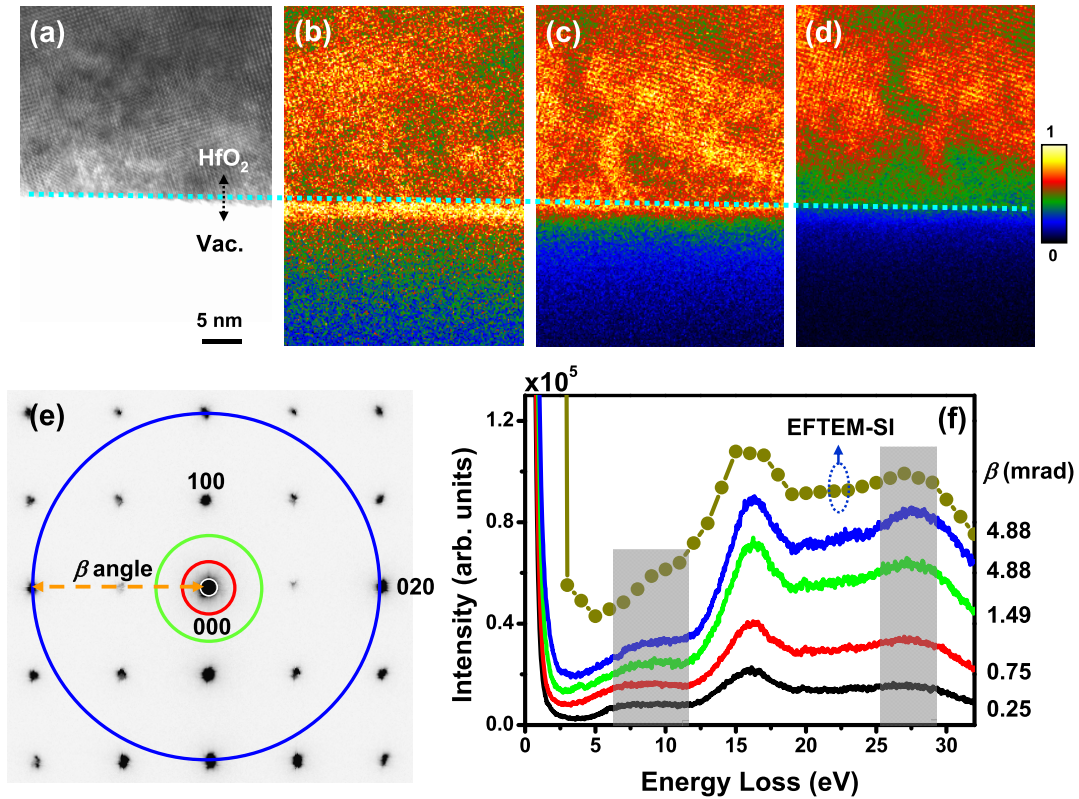 (a)
(b)
(c)
(d)
HfO₂
Vac.
5 nm
1
0
(e)
100
β angle
020
000
x10⁵
(f)
EFTEM-SI
β (mrad)
1.2
0.8
0.4
0.0
4.88
4.88
1.49
0.75
0.25
0 5 10 15 20 25 30
Intensity (arb. units)
Energy Loss (eV)